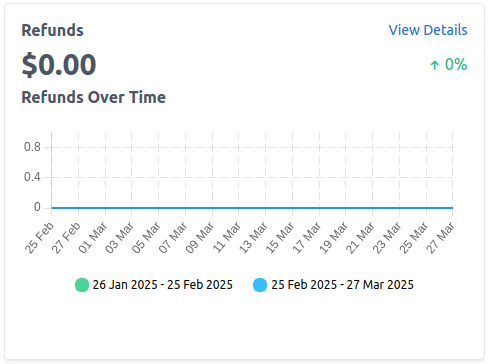 Refunds View Details
$0.00 ↑ 0%
Refunds Over Time
0.8
0.4
0
25 Feb 27 Feb 01 Mar 03 Mar 05 Mar 07 Mar 09 Mar 11 Mar 13 Mar 15 Mar 17 Mar 19 Mar 21 Mar 23 Mar 25 Mar 27 Mar
26 Jan 2025 - 25 Feb 2025 25 Feb 2025 - 27 Mar 2025